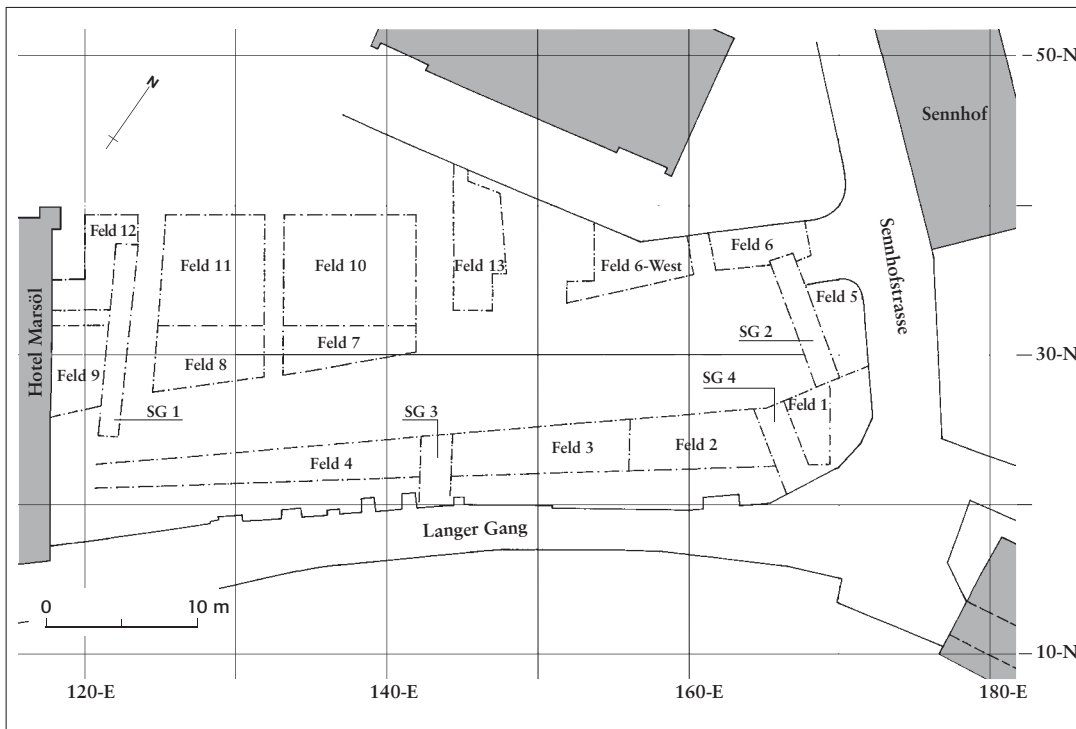 50-N
N
Sennhof
Feld 12
Sennhofstrasse
Feld 6
Feld 11
Feld 10
Feld 13
Feld 6-West
Feld 5
Hotel Marsöl
SG 2
Feld 7
30-N
Feld 8
Feld 9
SG 4
SG 1
SG 3
Feld 1
Feld 3
Feld 2
Feld 4
Langer Gang
0 10 m
10-N
120-E 140-E 160-E 180-E